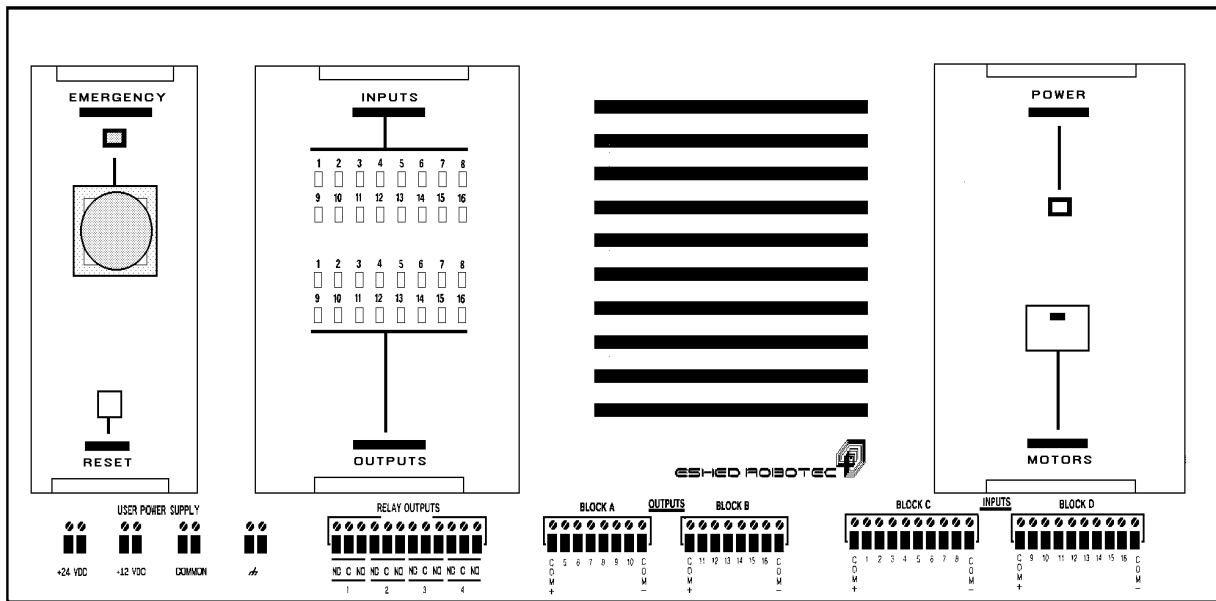 EMERGENCY
RESET
INPUTS
1 2 3 4 5 6 7 8
9 10 11 12 13 14 15 16
1 2 3 4 5 6 7 8
9 10 11 12 13 14 15 16
OUTPUTS
ESHED ROBOTEC
POWER
MOTORS
USER POWER SUPPLY
+24 VDC +12 VDC COMMON
RELAY OUTPUTS
NC C NO NC C NO NC C NO NC C NO
1 2 3 4
BLOCK A OUTPUTS BLOCK B
COM+ 5 6 7 8 9 10 COM-
11 12 13 14 15 16 COM-
BLOCK C INPUTS BLOCK D
COM+ 1 2 3 4 5 6 7 8 COM-
COM+ 9 10 11 12 13 14 15 16 COM-